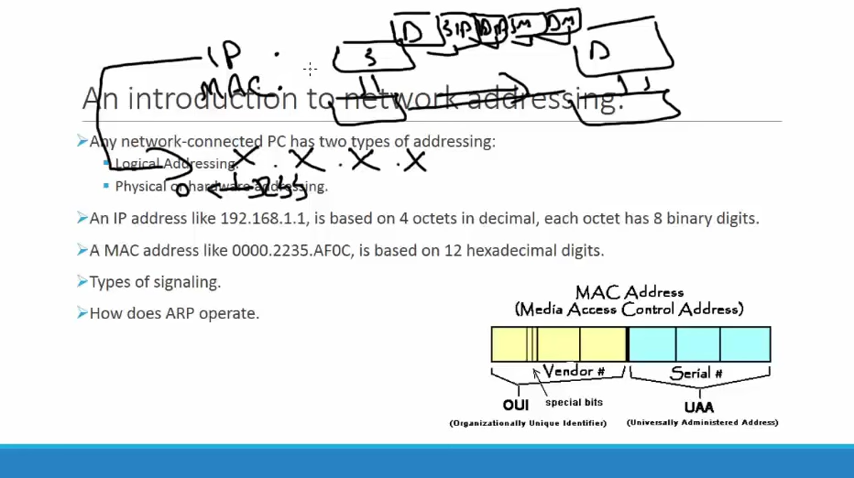 D SIP DIP SM DM
IP . S D
MAC.
An introduction to network addressing.
➢Any network-connected PC has two types of addressing:
▪ Logical Addressing.
X . X . X . X
▪ Physical or hardware addressing.
0 255
➢An IP address like 192.168.1.1, is based on 4 octets in decimal, each octet has 8 binary digits.
➢A MAC address like 0000.2235.AF0C, is based on 12 hexadecimal digits.
➢Types of signaling.
➢How does ARP operate.
MAC Address
(Media Access Control Address)
Vendor # Serial #
OUI special bits UAA
(Organizationally Unique Identifier) (Universally Administered Address)